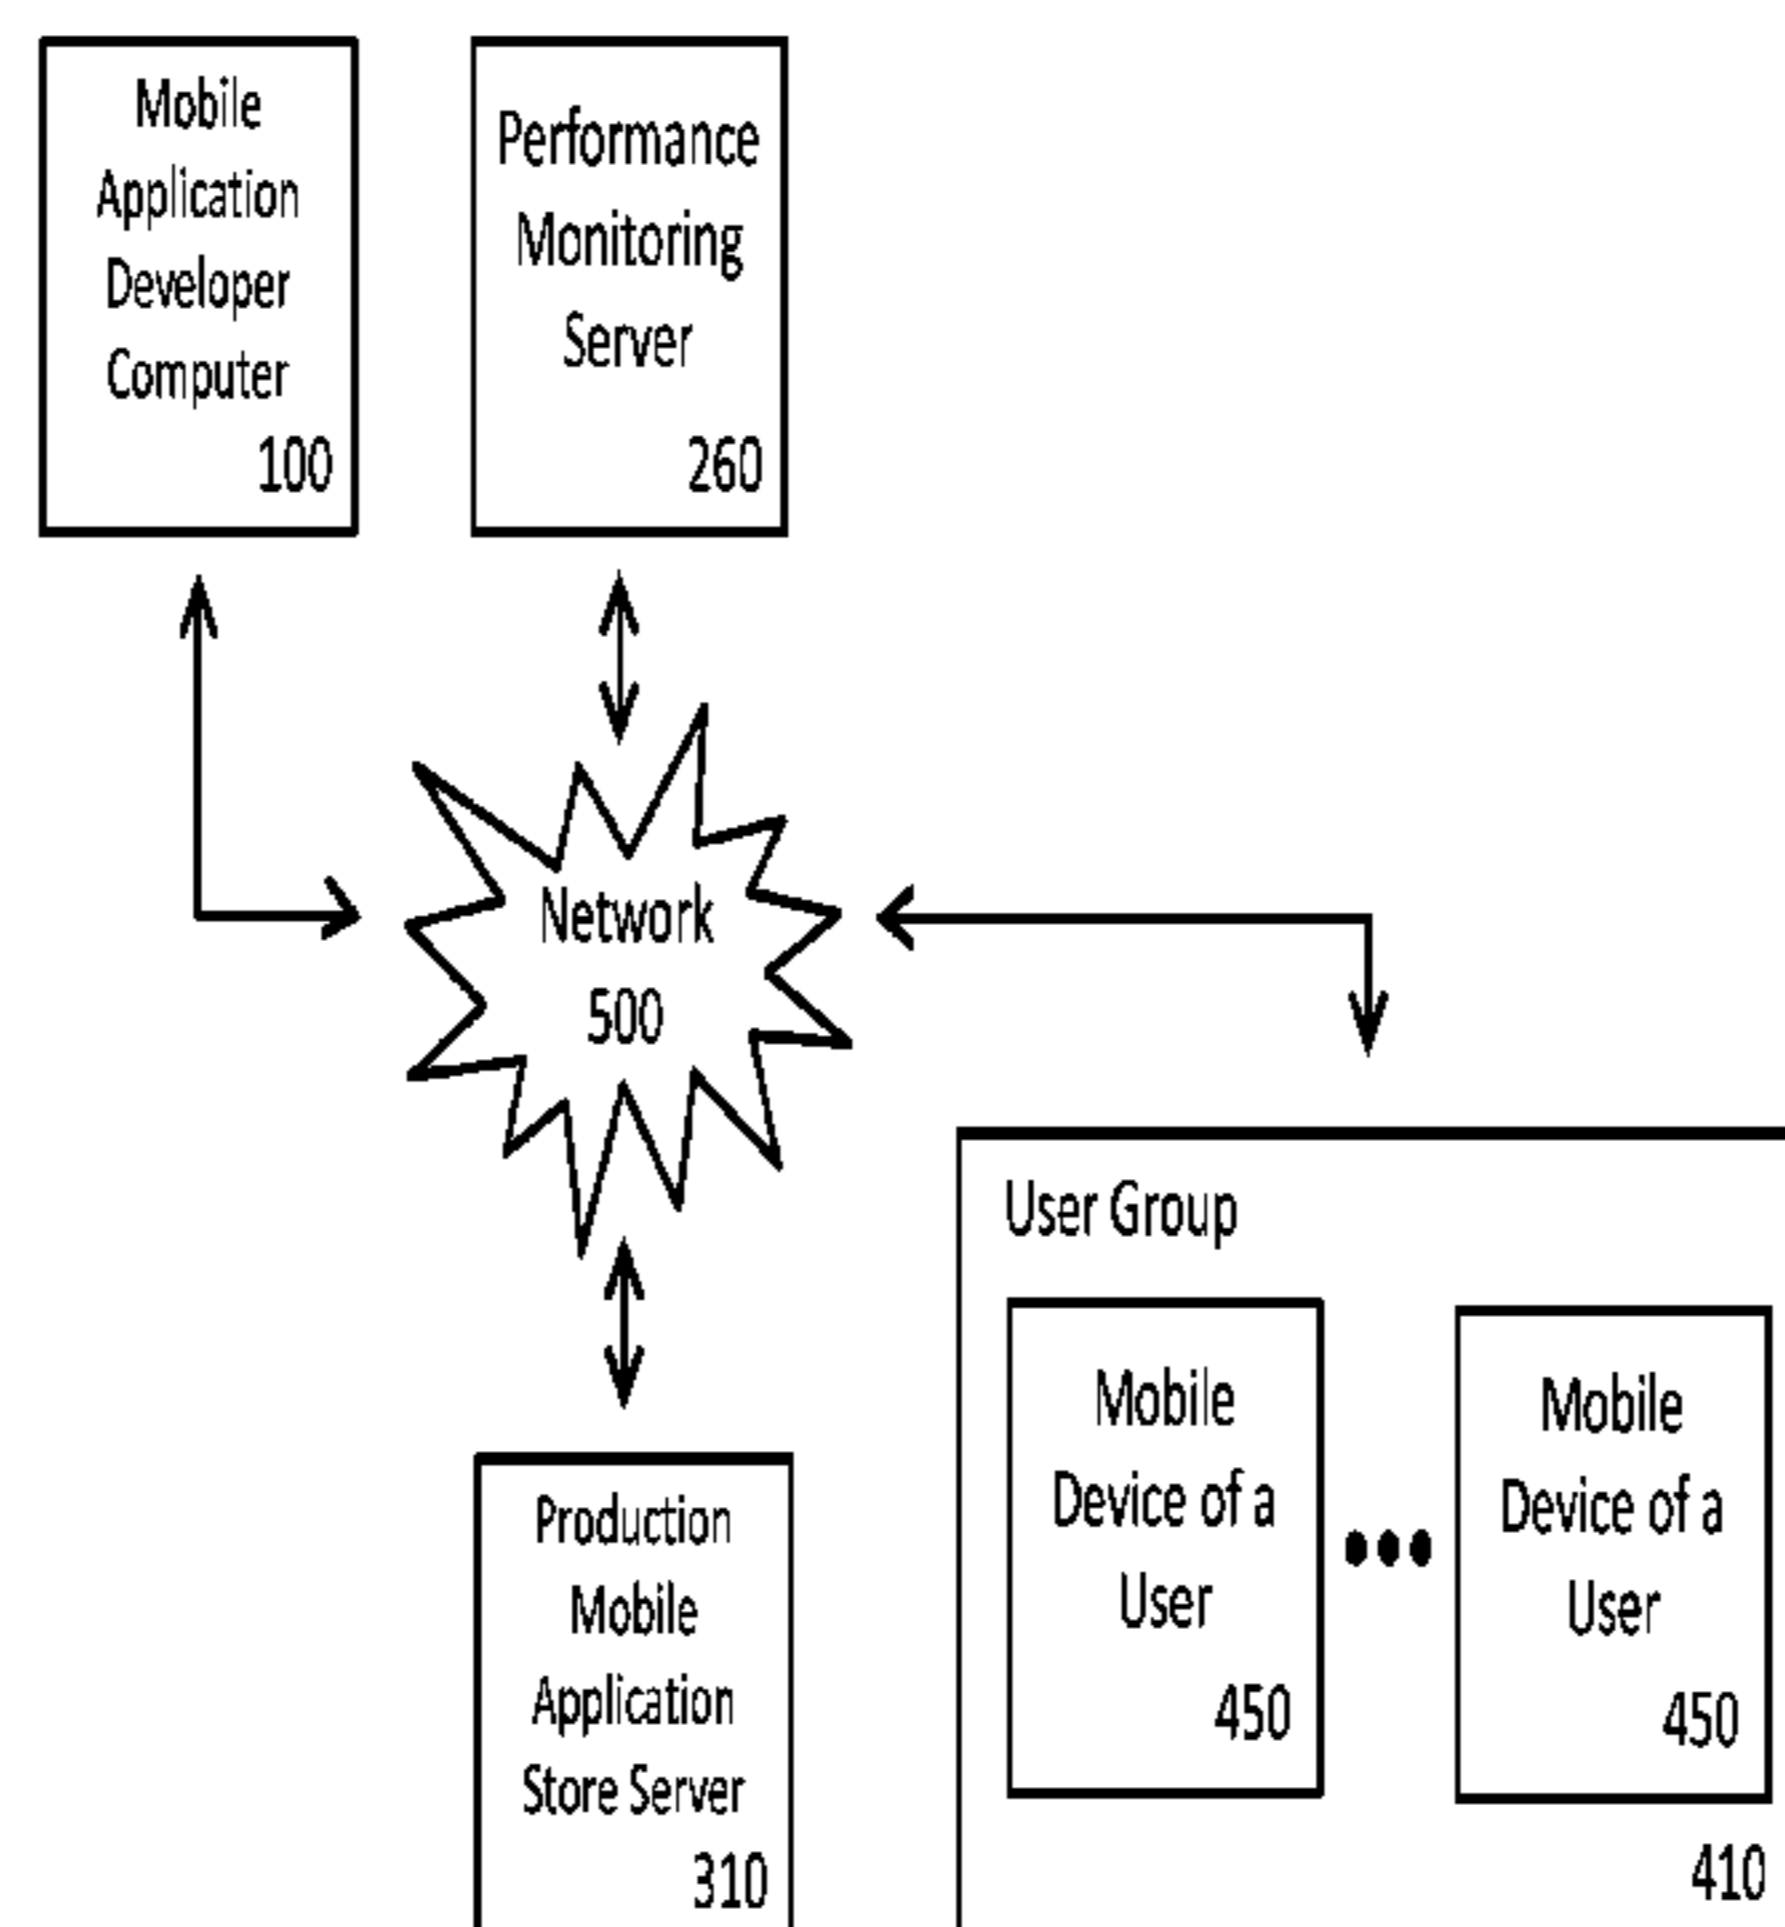 Mobile
Application
Developer
Computer
100
Performance
Monitoring
Server
260
Network
500
User Group
Mobile
Device of a
User
450
Mobile
Device of a
User
450
410
Production
Mobile
Application
Store Server
310